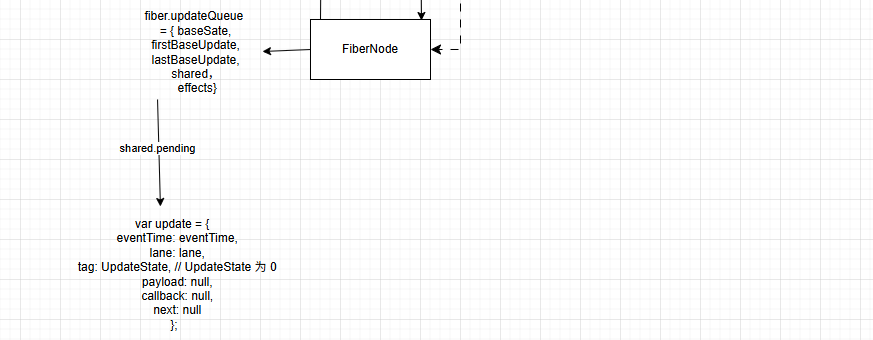 fiber.updateQueue
= { baseSate,
firstBaseUpdate,
lastBaseUpdate,
shared，
effects}
FiberNode
shared.pending
var update = {
eventTime: eventTime,
lane: lane,
tag: UpdateState, // UpdateState 为 0
payload: null,
callback: null,
next: null
};